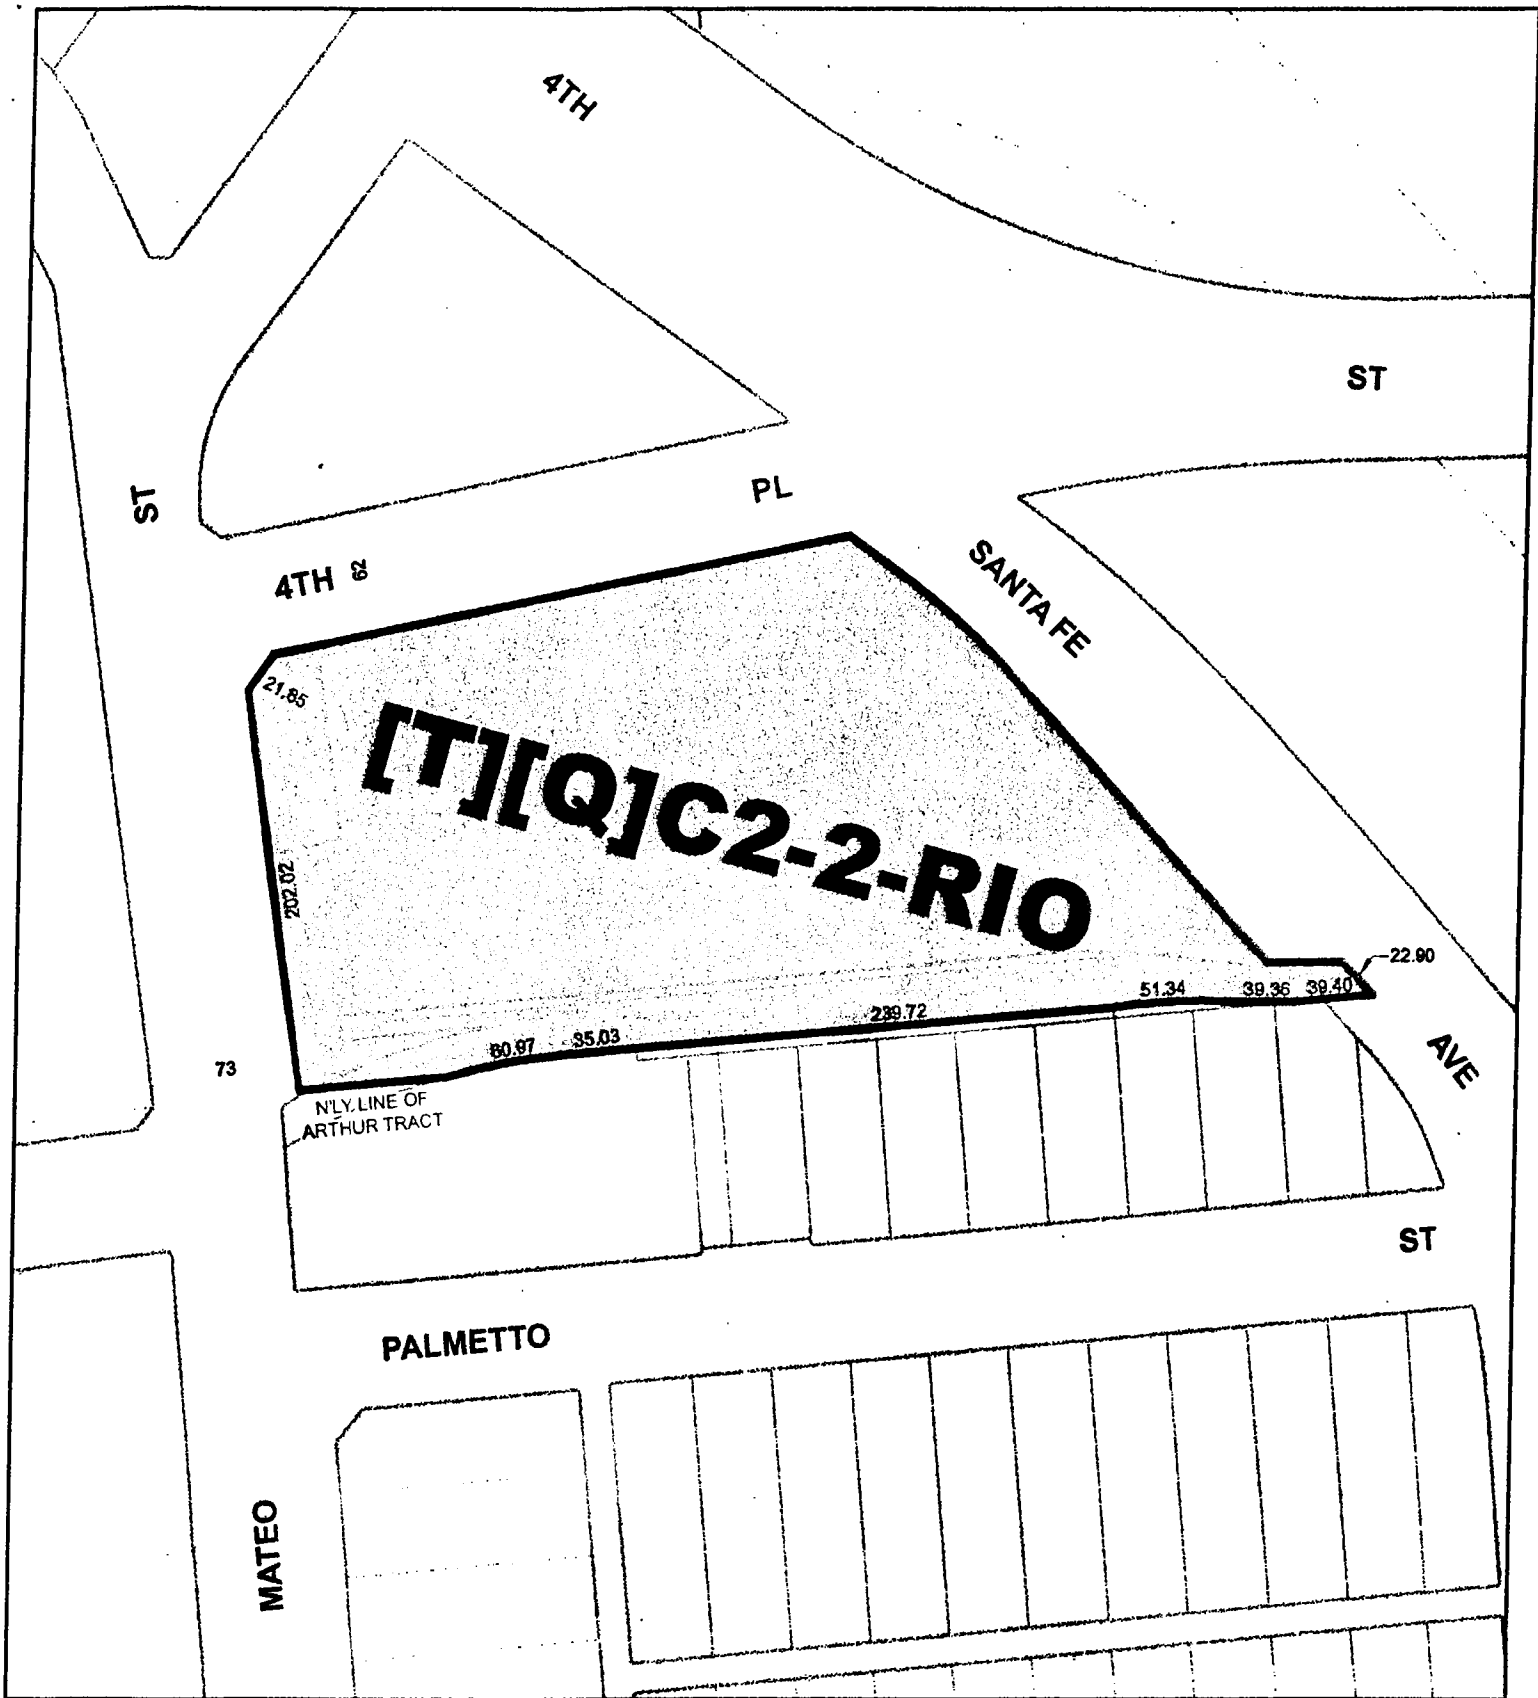 4TH
ST
ST
PL
4TH
62
SANTA FE
21.85
[T][Q]C2-2-RIO
202.02
22.90
51.34
39.36
39.40
239.72
35.03
60.97
AVE
73
N'LY. LINE OF
ARTHUR TRACT
ST
PALMETTO
MATEO